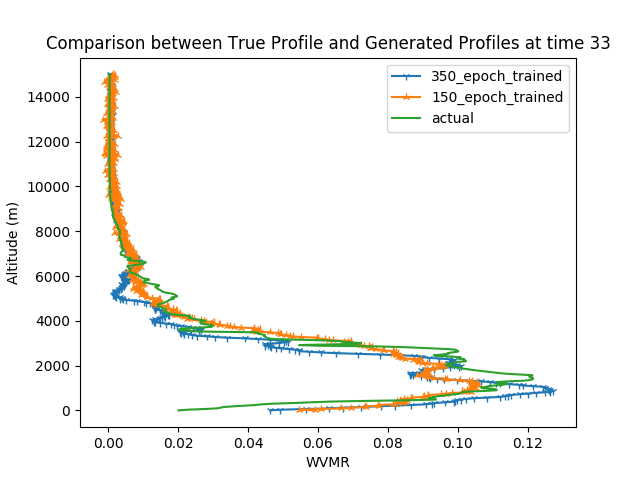 Comparison between True Profile and Generated Profiles at time 33
350_epoch_trained
150_epoch_trained
actual
Altitude (m)
14000
12000
10000
8000
6000
4000
2000
0
0.00 0.02 0.04 0.06 0.08 0.10 0.12
WVMR